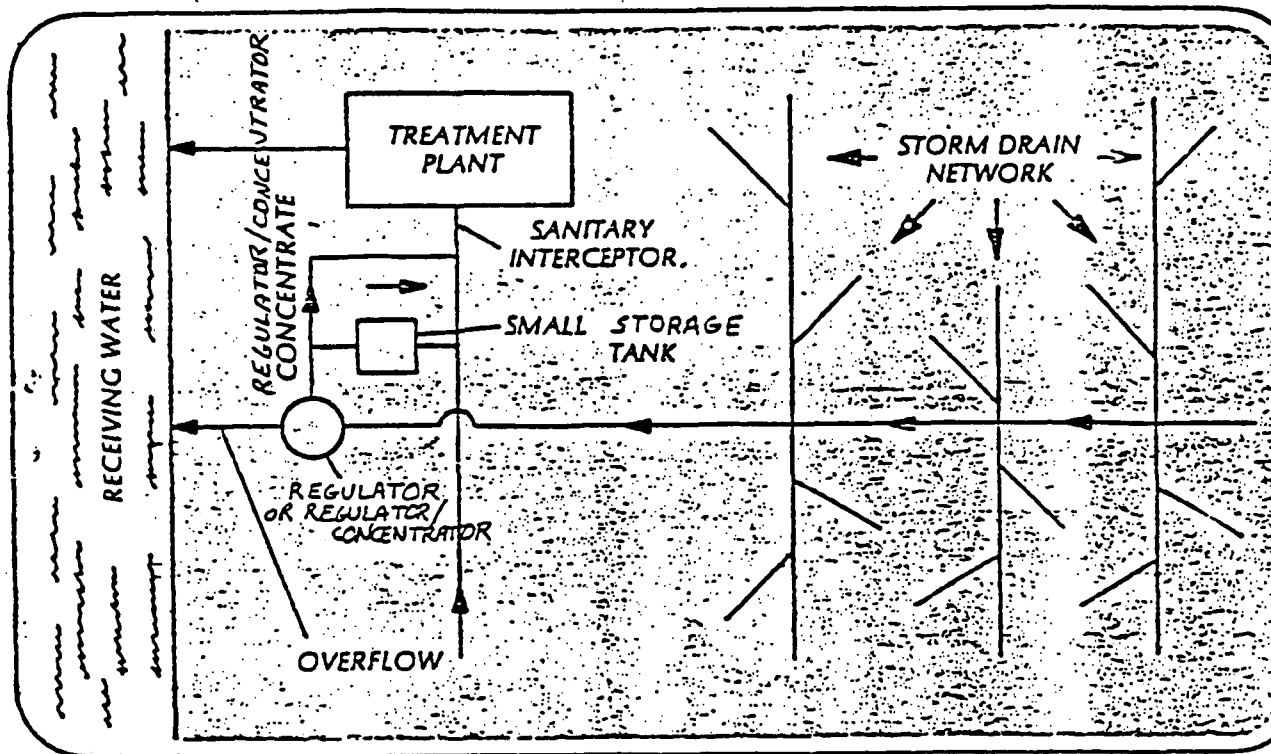 TREATMENT
PLANT
STORM DRAIN
NETWORK
REGULATOR/CONCENTRATOR
CONCENTRATE
SANITARY
INTERCEPTOR.
SMALL STORAGE
TANK
RECEIVING WATER
REGULATOR
OR REGULATOR/
CONCENTRATOR
OVERFLOW